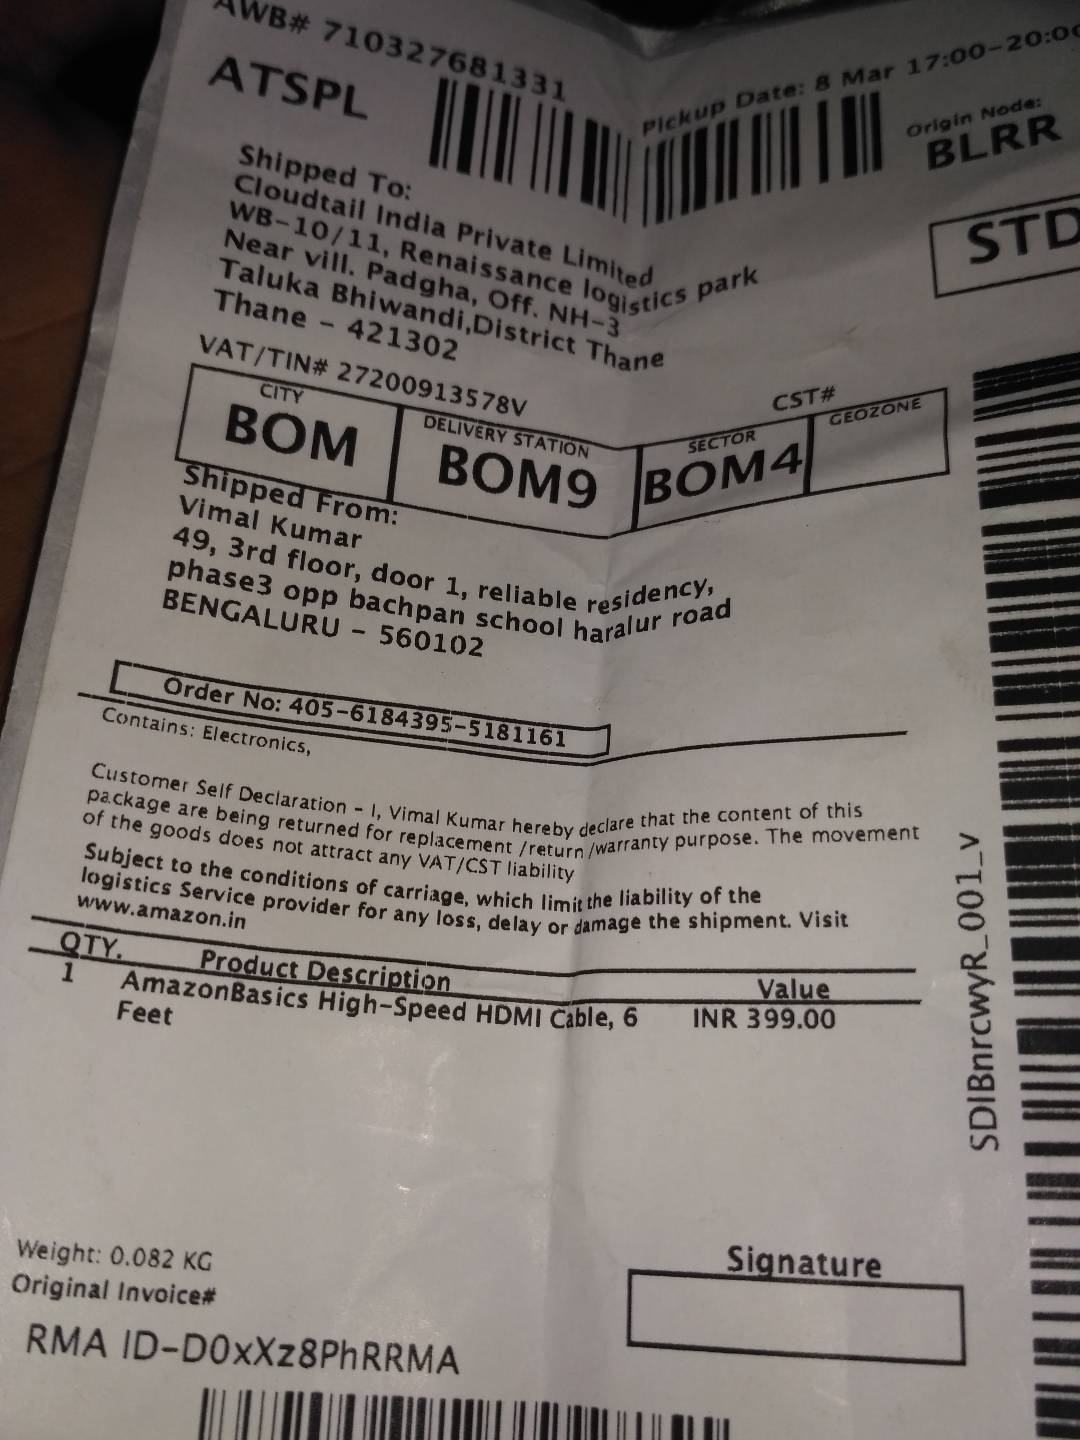 AWB# 710327681331
Pickup Date: 8 Mar 17:00-20:00
ATSPL
Origin Node:
BLRR
STD
Shipped To:
Cloudtail India Private Limited
WB-10/11, Renaissance logistics park
Near vill. Padgha, Off. NH-3
Taluka Bhiwandi,District Thane
Thane - 421302
VAT/TIN# 27200913578V
CST#
CITY
BOM
DELIVERY STATION
BOM9
SECTOR
BOM4
GEOZONE
Shipped From:
Vimal Kumar
49, 3rd floor, door 1, reliable residency,
phase3 opp bachpan school haralur road
BENGALURU - 560102
Order No: 405-6184395-5181161
Contains: Electronics,
Customer Self Declaration - I, Vimal Kumar hereby declare that the content of this
package are being returned for replacement /return /warranty purpose. The movement
of the goods does not attract any VAT/CST liability
Subject to the conditions of carriage, which limit the liability of the
logistics Service provider for any loss, delay or damage the shipment. Visit
www.amazon.in
QTY. Product Description Value
1 AmazonBasics High-Speed HDMI Cable, 6 INR 399.00
Feet
SDIBnrcwyR_001_v
Weight: 0.082 KG
Original Invoice#
Signature
RMA ID-D0xXz8PhRRMA